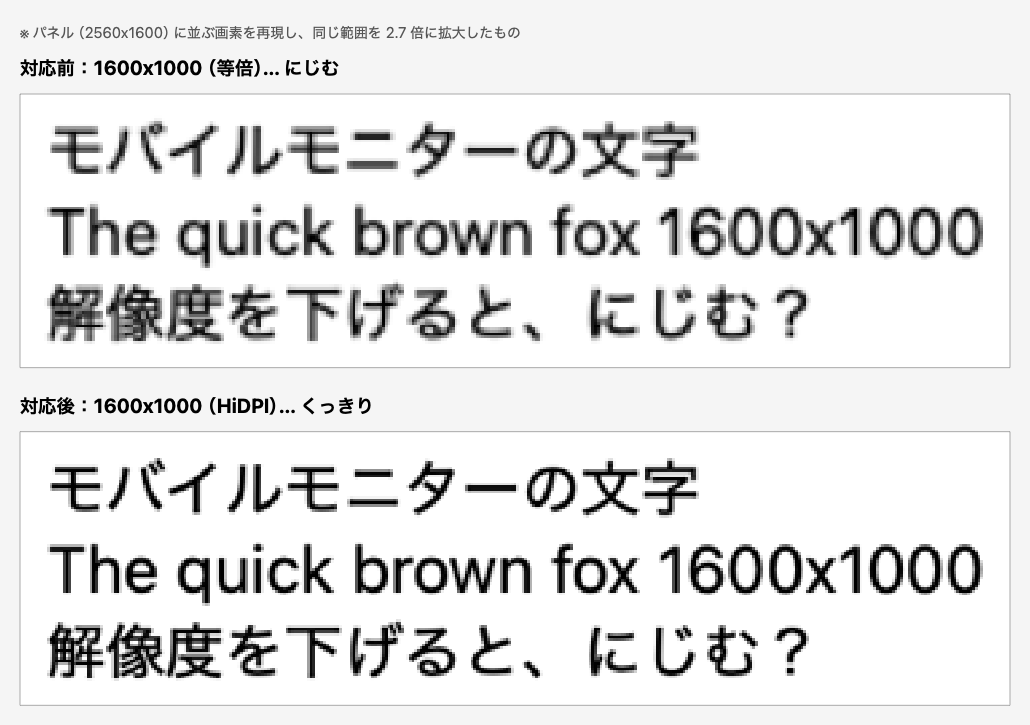 ※ パネル（2560x1600）に並ぶ画素を再現し、同じ範囲を 2.7 倍に拡大したもの
対応前：1600x1000（等倍）… にじむ
モバイルモニターの文字
The quick brown fox 1600x1000
解像度を下げると、にじむ？
対応後：1600x1000（HiDPI）… くっきり
モバイルモニターの文字
The quick brown fox 1600x1000
解像度を下げると、にじむ？